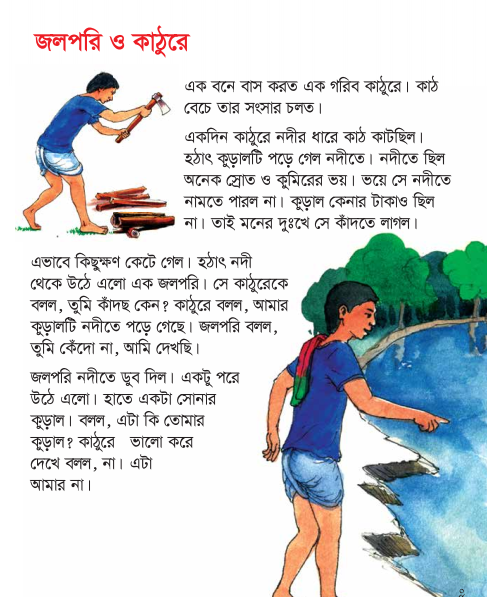 জলপরি ও কাঠুরে
এক বনে বাস করত এক গরিব কাঠুরে। কাঠ
বেচে তার সংসার চলত।
একদিন কাঠুরে নদীর ধারে কাঠ কাটছিল।
হঠাৎ কুড়ালটি পড়ে গেল নদীতে। নদীতে ছিল
অনেক স্রোত ও কুমিরের ভয়। ভয়ে সে নদীতে
নামতে পারল না। কুড়াল কেনার টাকাও ছিল
না। তাই মনের দুঃখে সে কাঁদতে লাগল।
এভাবে কিছুক্ষণ কেটে গেল। হঠাৎ নদী
থেকে উঠে এলো এক জলপরি। সে কাঠুরেকে
বলল, তুমি কাঁদছ কেন? কাঠুরে বলল, আমার
কুড়ালটি নদীতে পড়ে গেছে। জলপরি বলল,
তুমি কেঁদো না, আমি দেখছি।
জলপরি নদীতে ডুব দিল। একটু পরে
উঠে এলো। হাতে একটা সোনার
কুড়াল। বলল, এটা কি তোমার
কুড়াল? কাঠুরে ভালো করে
দেখে বলল, না। এটা
আমার না।